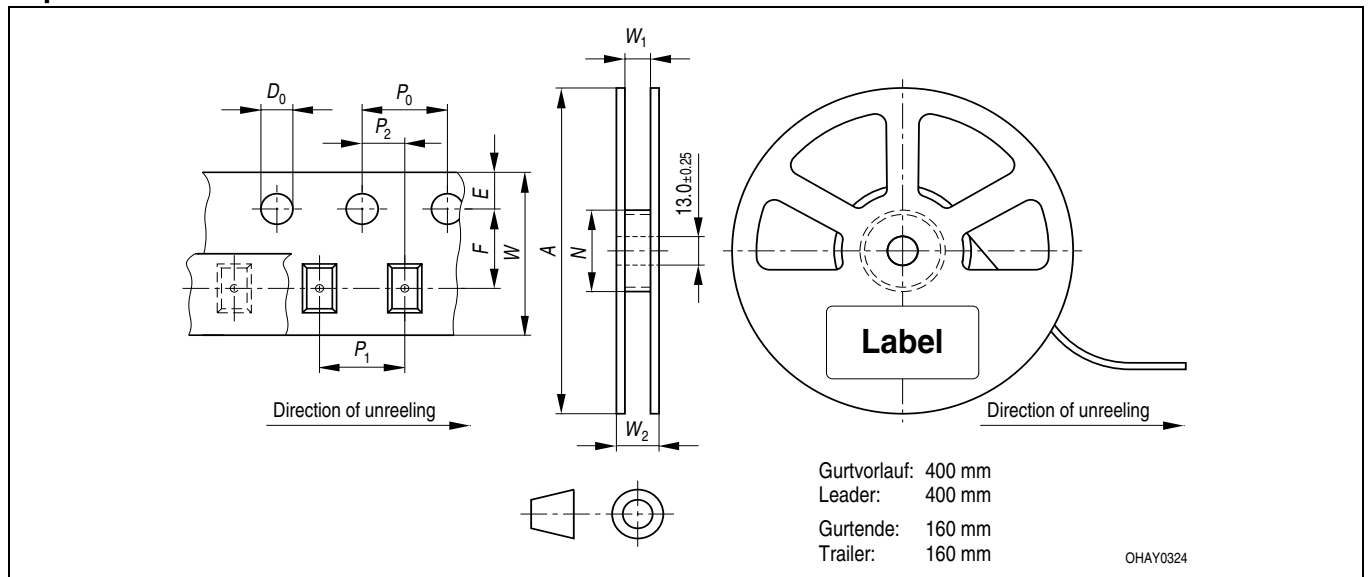 W₁
D₀
P₀
P₂
E
F
W
A
N
13.0±0.25
Label
P₁
Direction of unreeling
W₂
Direction of unreeling
Gurtvorlauf: 400 mm
Leader: 400 mm
Gurtende: 160 mm
Trailer: 160 mm
OHAY0324